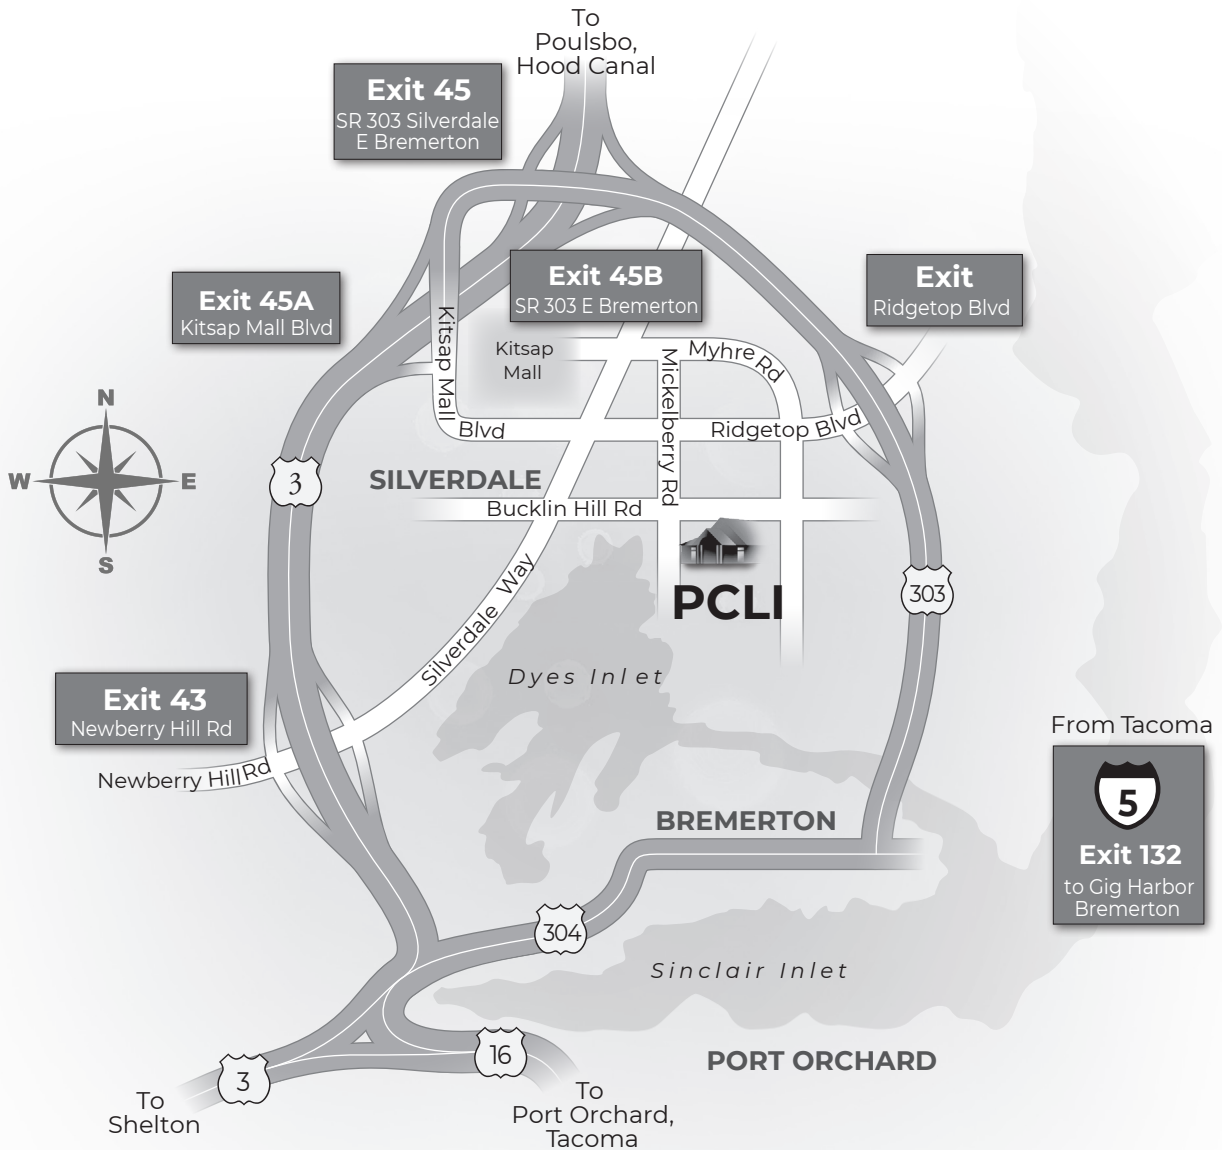 To
Poulsbo,
Hood Canal
Exit 45
SR 303 Silverdale
E Bremerton
Exit 45B
SR 303 E Bremerton
Exit
Ridgetop Blvd
Exit 45A
Kitsap Mall Blvd
Kitsap Mall
Blvd
Kitsap
Mall
Myhre Rd
Mickelberry Rd
Ridgetop Blvd
N
W
E
S
3
SILVERDALE
Bucklin Hill Rd
PCLI
303
Silverdale Way
Dyes Inlet
Exit 43
Newberry Hill Rd
Newberry Hill Rd
From Tacoma
5
Exit 132
to Gig Harbor
Bremerton
BREMERTON
304
Sinclair Inlet
16
3
PORT ORCHARD
To
Shelton
To
Port Orchard,
Tacoma